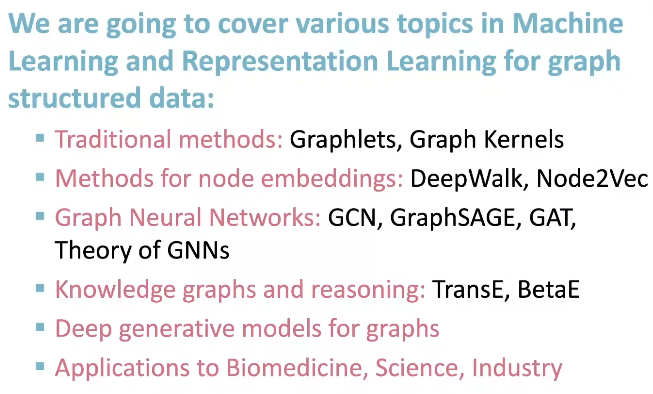 We are going to cover various topics in Machine
Learning and Representation Learning for graph
structured data:
▪ Traditional methods: Graphlets, Graph Kernels
▪ Methods for node embeddings: DeepWalk, Node2Vec
▪ Graph Neural Networks: GCN, GraphSAGE, GAT,
Theory of GNNs
▪ Knowledge graphs and reasoning: TransE, BetaE
▪ Deep generative models for graphs
▪ Applications to Biomedicine, Science, Industry